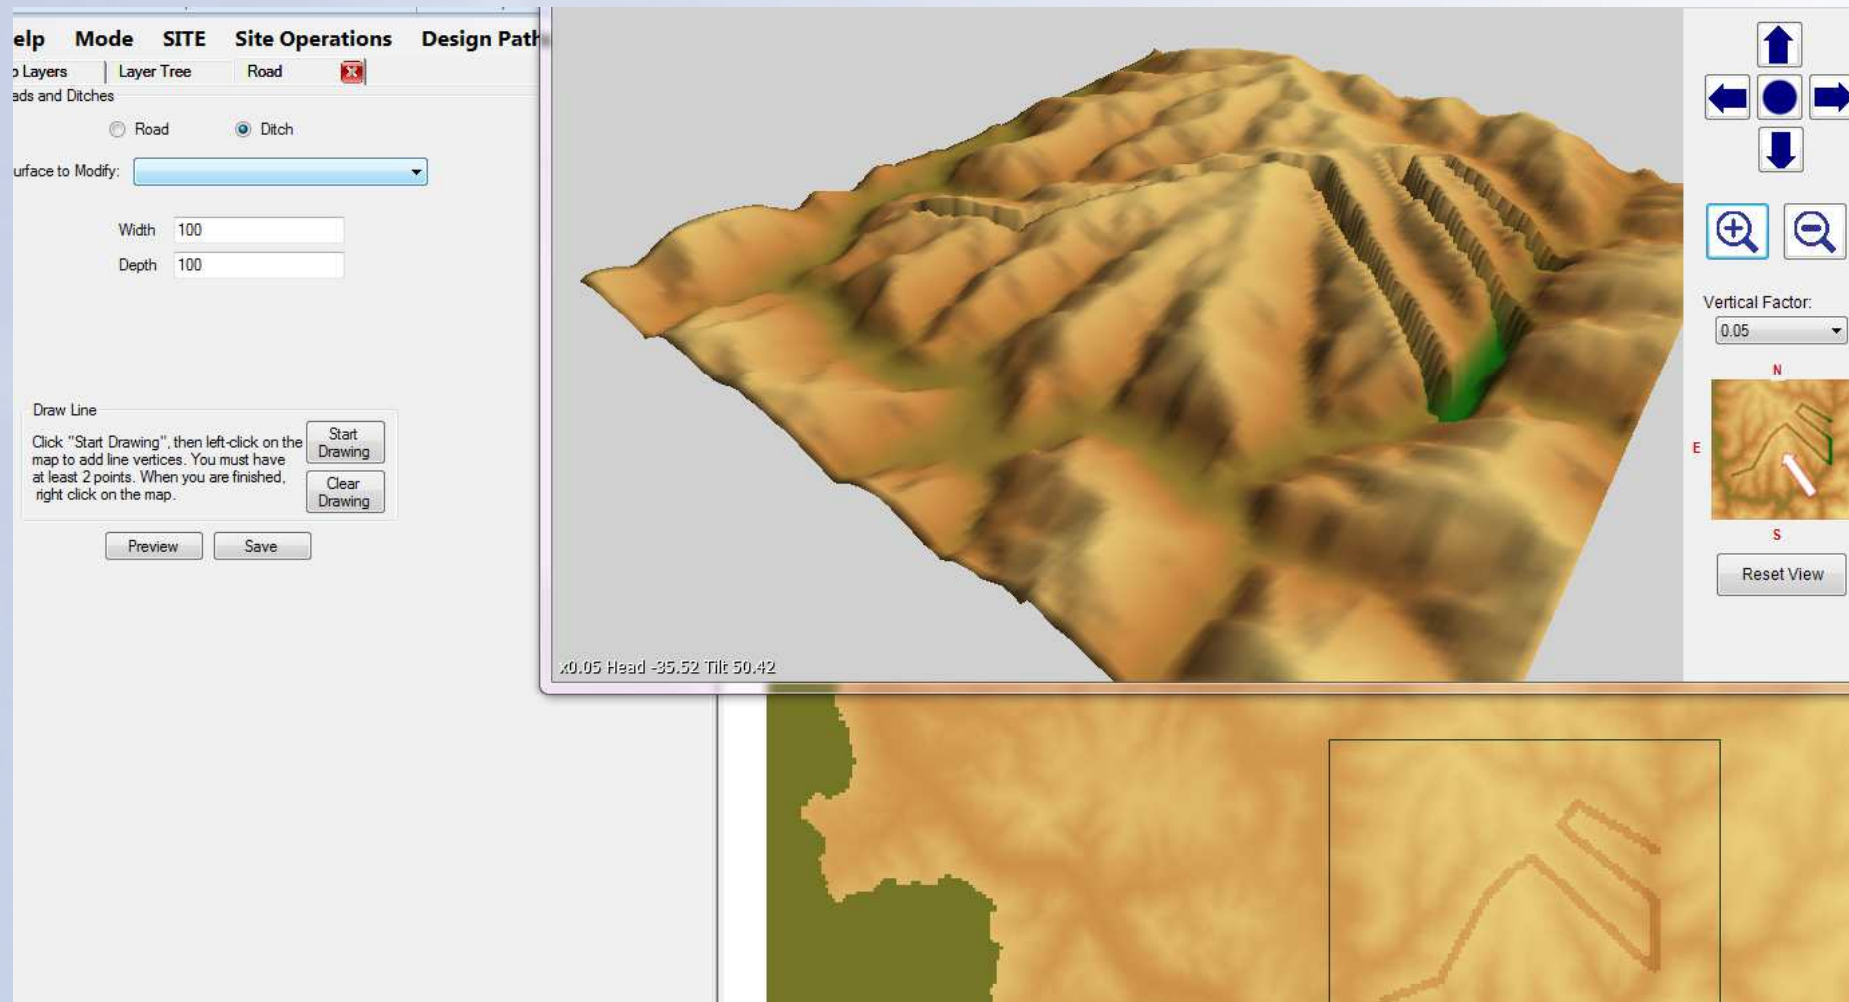 elp Mode SITE Site Operations Design Path
o Layers Layer Tree Road
ads and Ditches
Road Ditch
urface to Modify:
Width 100
Depth 100
Draw Line
Click "Start Drawing", then left-click on the
map to add line vertices. You must have
at least 2 points. When you are finished,
right click on the map.
Start
Drawing
Clear
Drawing
Preview Save
x0.05 Head -35.52 Tilt 50.42
Vertical Factor:
0.05
N
E
S
Reset View